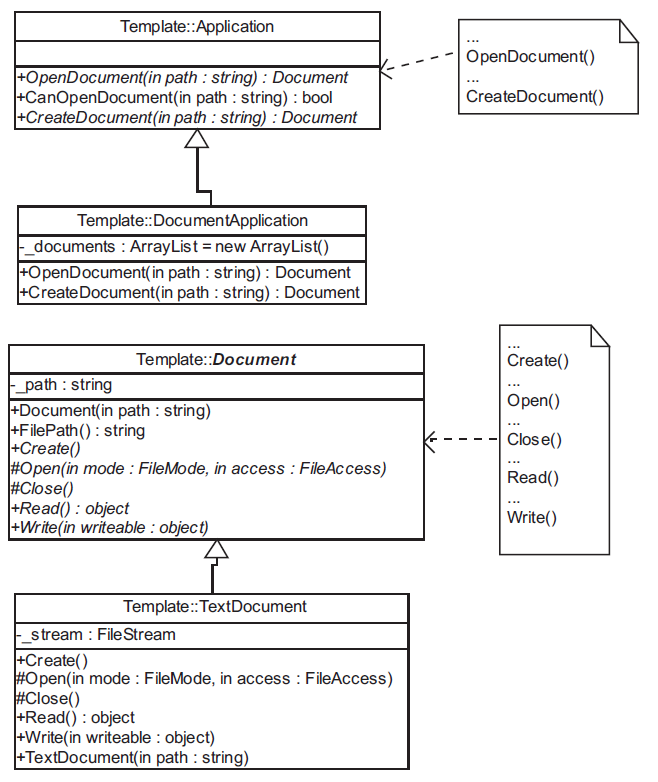 Template::Application
...
OpenDocument()
...
CreateDocument()
+OpenDocument(in path : string) : Document
+CanOpenDocument(in path : string) : bool
+CreateDocument(in path : string) : Document
Template::DocumentApplication
-_documents : ArrayList = new ArrayList()
+OpenDocument(in path : string) : Document
+CreateDocument(in path : string) : Document
Template::Document
-_path : string
+Document(in path : string)
+FilePath() : string
+Create()
#Open(in mode : FileMode, in access : FileAccess)
#Close()
+Read() : object
+Write(in writeable : object)
...
Create()
...
Open()
...
Close()
...
Read()
...
Write()
Template::TextDocument
-_stream : FileStream
+Create()
#Open(in mode : FileMode, in access : FileAccess)
#Close()
+Read() : object
+Write(in writeable : object)
+TextDocument(in path : string)